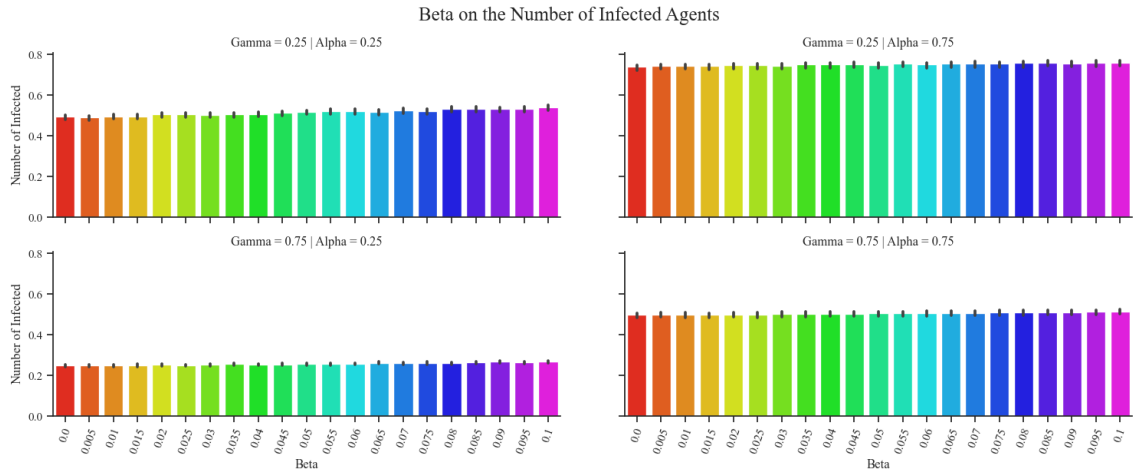 Beta on the Number of Infected Agents
Gamma = 0.25 | Alpha = 0.25
Gamma = 0.25 | Alpha = 0.75
0.8
0.6
0.4
0.2
0.0
Number of Infected
Gamma = 0.75 | Alpha = 0.25
Gamma = 0.75 | Alpha = 0.75
0.8
0.6
0.4
0.2
0.0
Number of Infected
0.0 0.005 0.01 0.015 0.02 0.025 0.03 0.035 0.04 0.045 0.05 0.055 0.06 0.065 0.07 0.075 0.08 0.085 0.09 0.095 0.1
0.0 0.005 0.01 0.015 0.02 0.025 0.03 0.035 0.04 0.045 0.05 0.055 0.06 0.065 0.07 0.075 0.08 0.085 0.09 0.095 0.1
Beta
Beta